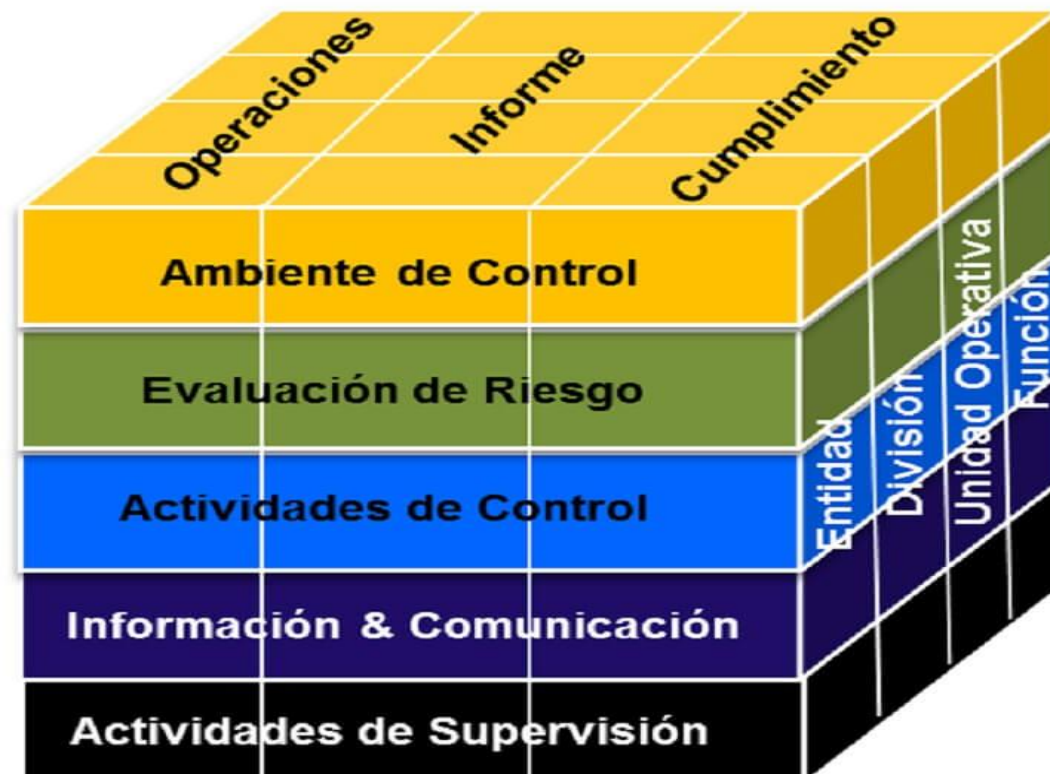 Operaciones
Informe
Cumplimiento
Ambiente de Control
Evaluación de Riesgo
Actividades de Control
Información & Comunicación
Actividades de Supervisión
Entidad
División
Unidad Operativa
Función